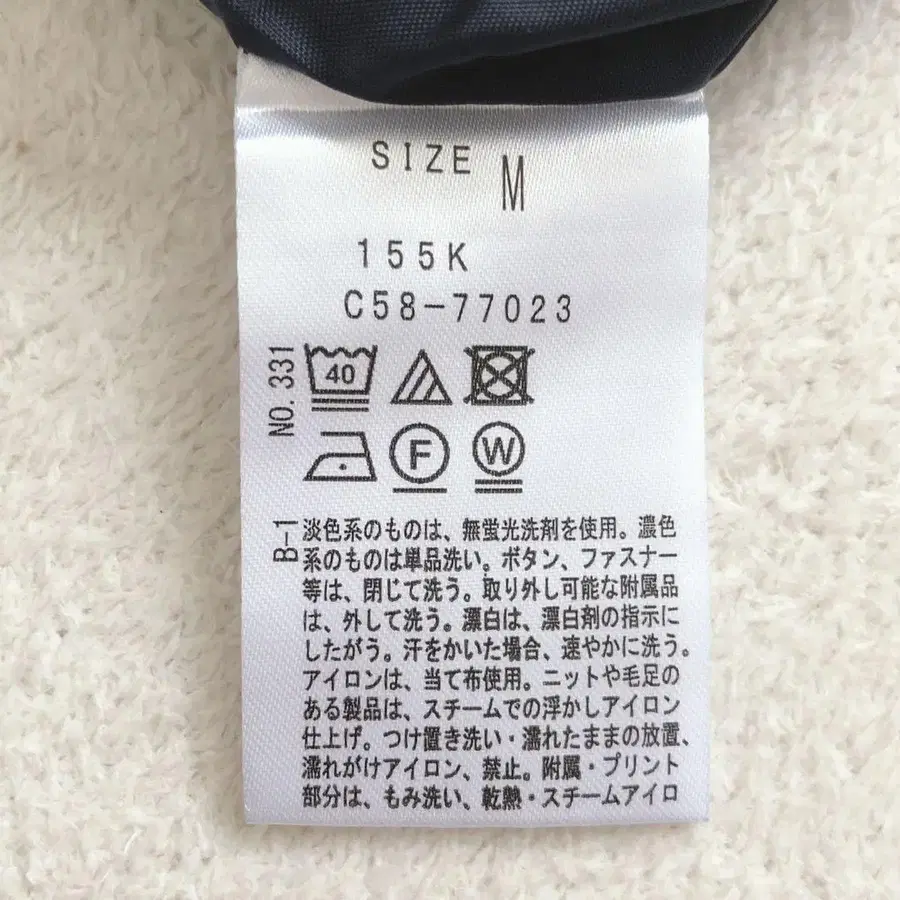 SIZE M
155K
C58-77023
NO. 331
40
F W
B-1
淡色系のものは、無蛍光洗剤を使用。濃色
系のものは単品洗い。ボタン、ファスナー
等は、閉じて洗う。取り外し可能な附属品
は、外して洗う。漂白は、漂白剤の指示に
したがう。汗をかいた場合、速やかに洗う。
アイロンは、当て布使用。ニットや毛足の
ある製品は、スチームでの浮かしアイロン
仕上げ。つけ置き洗い・濡れたままの放置、
濡れがけアイロン、禁止。附属・プリント
部分は、もみ洗い、乾熱・スチームアイロ